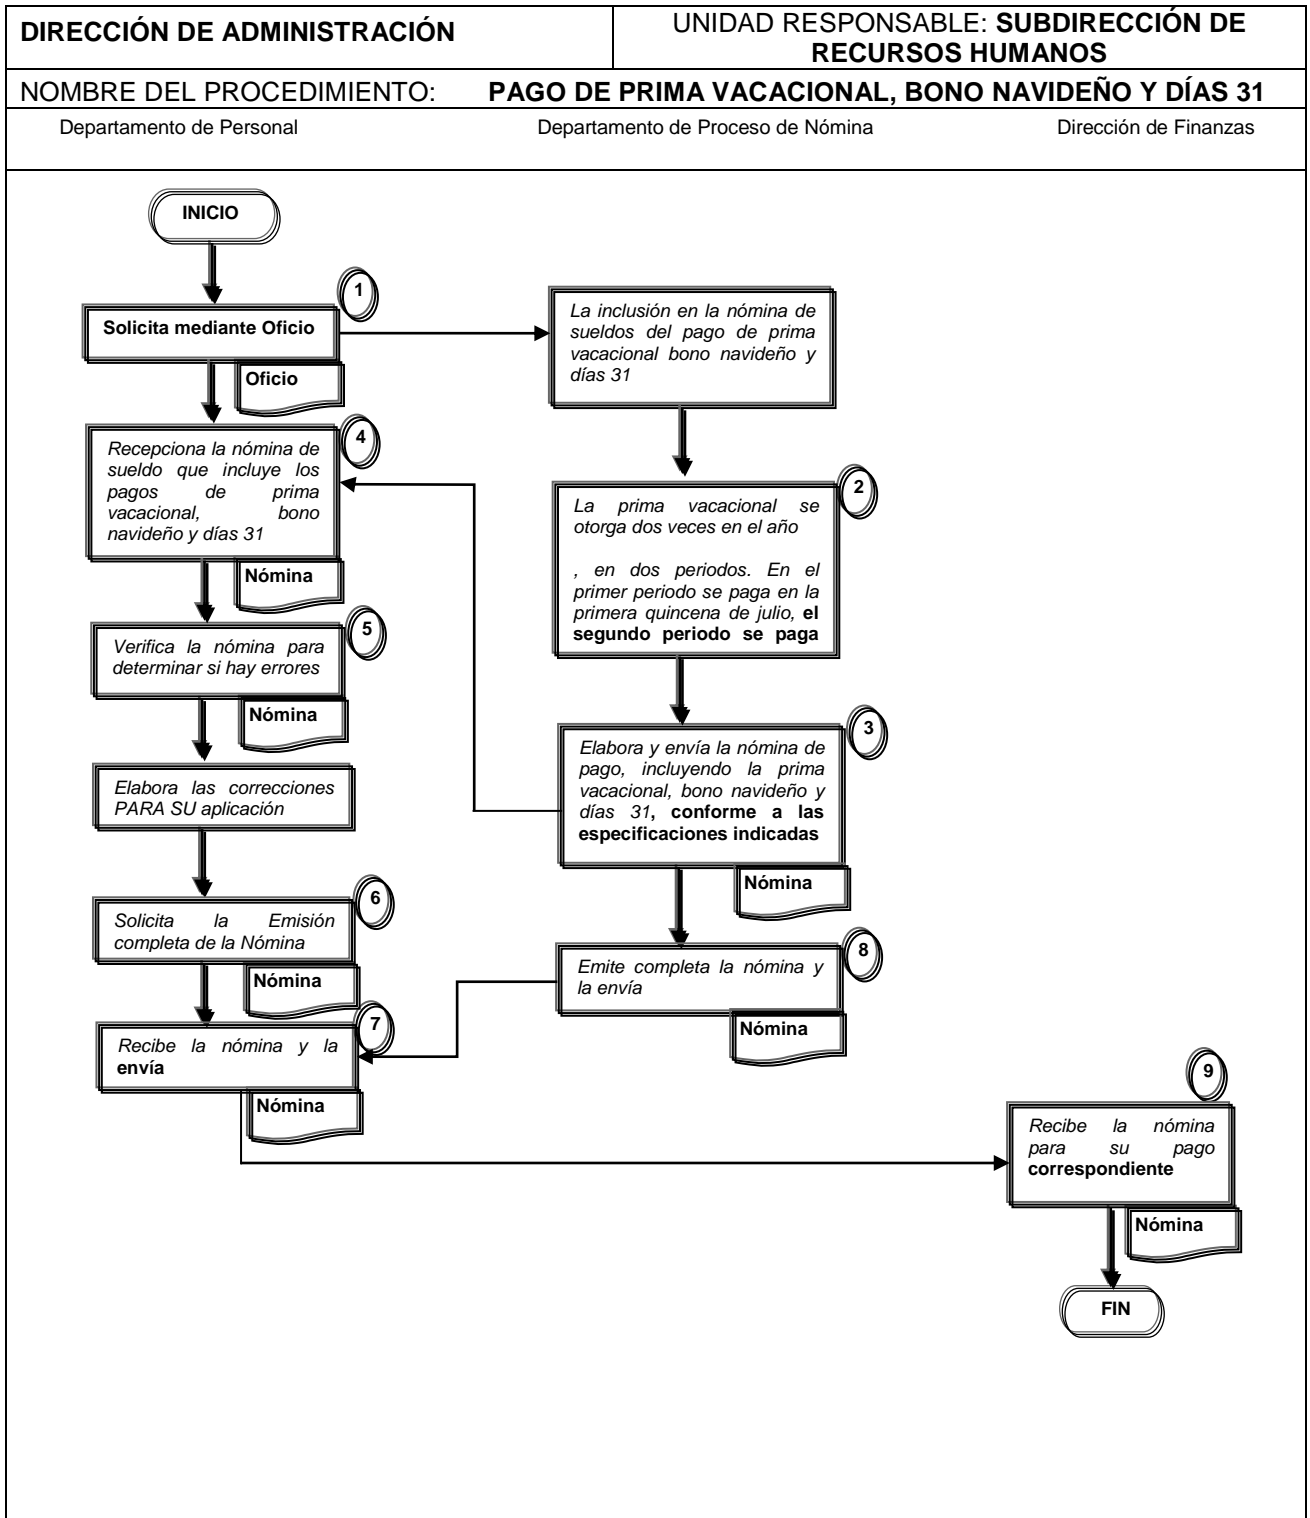 DIRECCIÓN DE ADMINISTRACIÓN
UNIDAD RESPONSABLE: SUBDIRECCIÓN DE
RECURSOS HUMANOS
NOMBRE DEL PROCEDIMIENTO: PAGO DE PRIMA VACACIONAL, BONO NAVIDEÑO Y DÍAS 31
Departamento de Personal
Departamento de Proceso de Nómina
Dirección de Finanzas
INICIO
1
Solicita mediante Oficio
Oficio
La inclusión en la nómina de
sueldos del pago de prima
vacacional bono navideño y
días 31
4
Recepciona la nómina de
sueldo que incluye los
pagos de prima
vacacional, bono
navideño y días 31
Nómina
2
La prima vacacional se
otorga dos veces en el año
, en dos periodos. En el
primer periodo se paga en la
primera quincena de julio, el
segundo periodo se paga
5
Verifica la nómina para
determinar si hay errores
Nómina
3
Elabora y envía la nómina de
pago, incluyendo la prima
vacacional, bono navideño y
días 31, conforme a las
especificaciones indicadas
Nómina
Elabora las correcciones
PARA SU aplicación
6
Solicita la Emisión
completa de la Nómina
Nómina
8
Emite completa la nómina y
la envía
Nómina
7
Recibe la nómina y la
envía
Nómina
9
Recibe la nómina
para su pago
correspondiente
Nómina
FIN